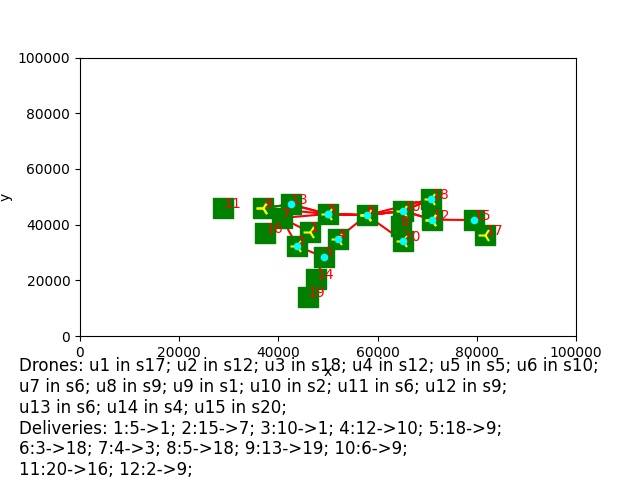 100000
80000
60000
40000
20000
0
0 20000 40000 60000 80000 100000
x
y
11
17
15
14
19
Drones: u1 in s17; u2 in s12; u3 in s18; u4 in s12; u5 in s5; u6 in s10;
u7 in s6; u8 in s9; u9 in s1; u10 in s2; u11 in s6; u12 in s9;
u13 in s6; u14 in s4; u15 in s20;
Deliveries: 1:5->1; 2:15->7; 3:10->1; 4:12->10; 5:18->9;
6:3->18; 7:4->3; 8:5->18; 9:13->19; 10:6->9;
11:20->16; 12:2->9;